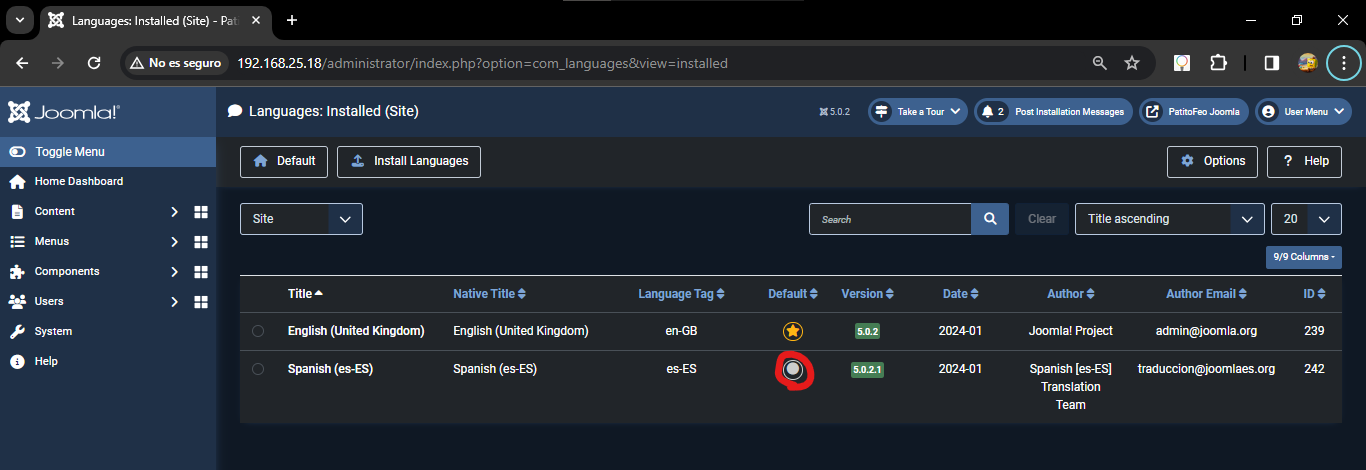 Languages: Installed (Site) - Pati
No es seguro 192.168.25.18/administrator/index.php?option=com_languages&view=installed
Joomla!®
Languages: Installed (Site)
5.0.2
Take a Tour
2 Post Installation Messages
PatitoFeo Joomla
User Menu
Toggle Menu
Home Dashboard
Content
Menus
Components
Users
System
Help
Default
Install Languages
Options
? Help
Site
Search
Clear
Title ascending
20
9/9 Columns
Title Native Title Language Tag Default Version Date Author Author Email ID
English (United Kingdom) English (United Kingdom) en-GB 5.0.2 2024-01 Joomla! Project admin@joomla.org 239
Spanish (es-ES) Spanish (es-ES) es-ES 5.0.2.1 2024-01 Spanish [es-ES] traduccion@joomlaes.org 242
Translation
Team